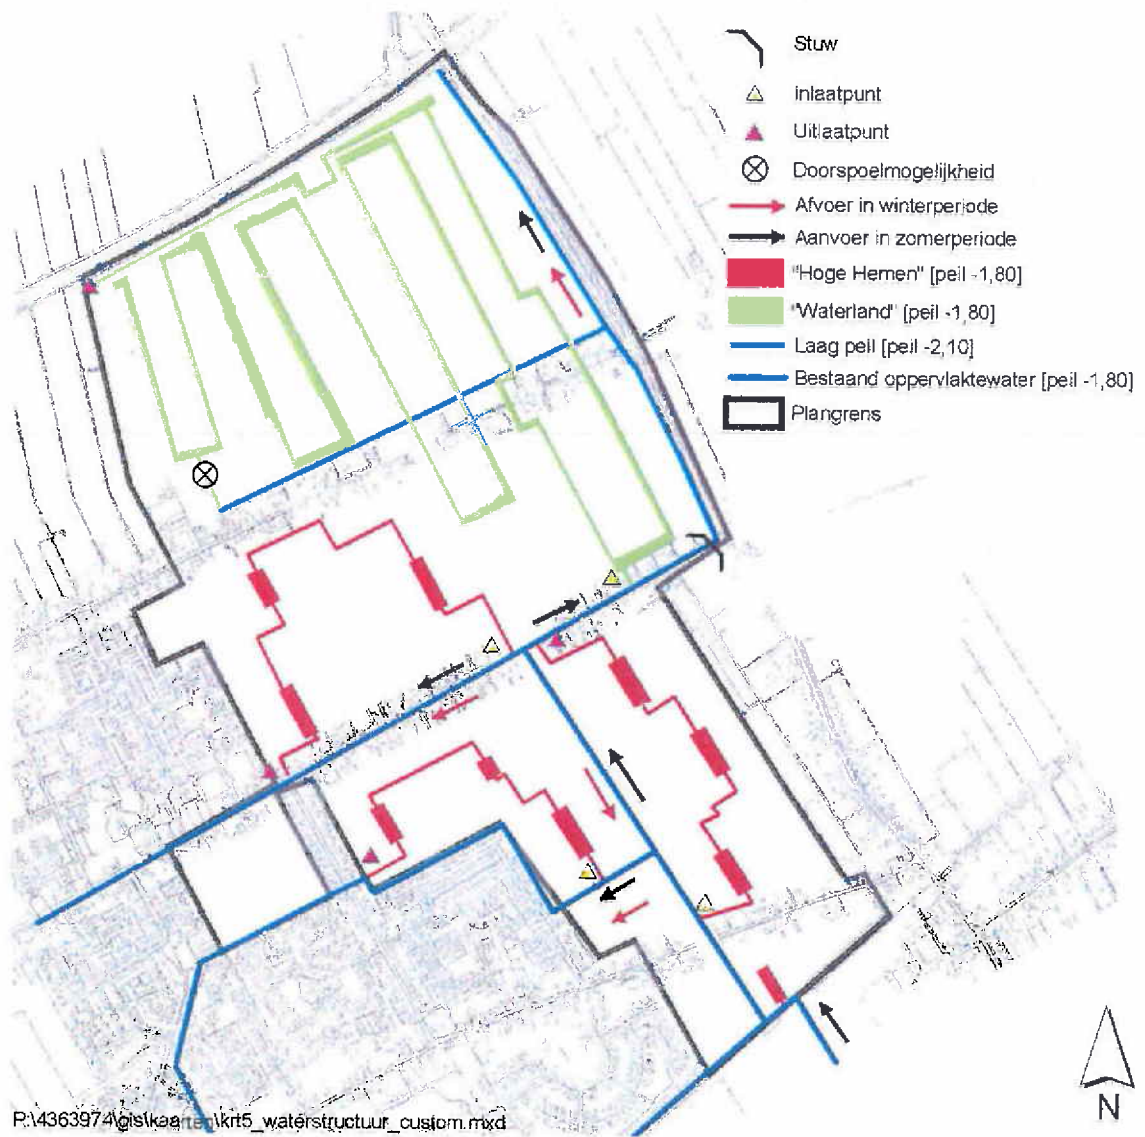 Stuw
Inlaatpunt
Uitlaatpunt
Doorspoelmogelijkheid
Afvoer in winterperiode
Aanvoer in zomerperiode
"Hoge Hemen" [peil -1,80]
"Waterland" [peil -1,80]
Laag peil [peil -2,10]
Bestaand oppervlaktewater [peil -1,80]
Plangrens
N
P:\4363974\gis\kaarten\krt5_waterstructuur_custom.mxd